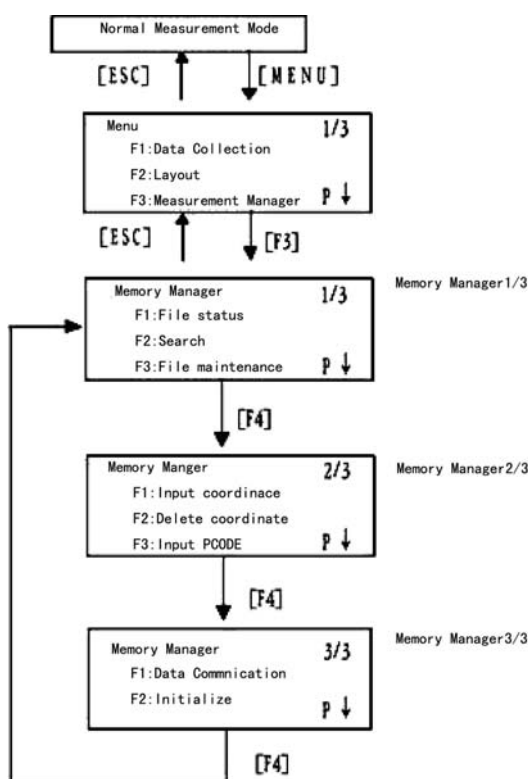 Normal Measurement Mode
[ESC] [MENU]
Menu 1/3
F1:Data Collection
F2:Layout
F3:Measurement Manager P ↓
[ESC] [F3]
Memory Manager 1/3 Memory Manager1/3
F1:File status
F2:Search
F3:File maintenance P ↓
[F4]
Memory Manger 2/3 Memory Manager2/3
F1:Input coordinace
F2:Delete coordinate
F3:Input PCODE P ↓
[F4]
Memory Manager 3/3 Memory Manager3/3
F1:Data Commnication
F2:Initialize P ↓
[F4]